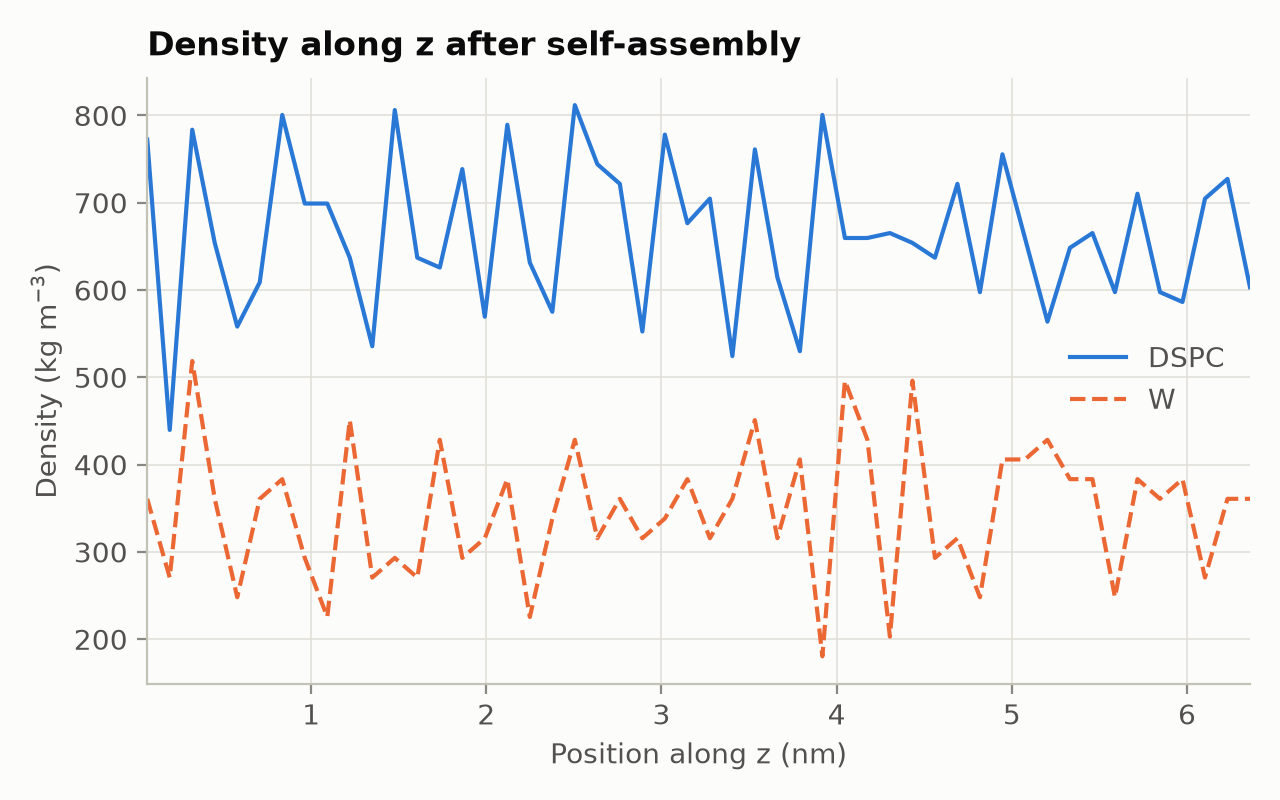 Density along z after self-assembly
800
700
600
500
400
300
200
Density (kg m⁻³)
DSPC
W
1 2 3 4 5 6
Position along z (nm)